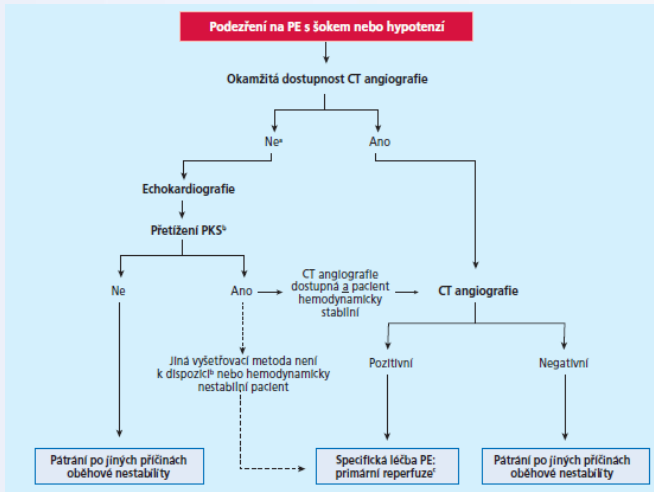 Podezření na PE s šokem nebo hypotenzí
Okamžitá dostupnost CT angiografie
Neᵃ
Ano
Echokardiografie
Přetížení PKSᵇ
Ne
Ano
CT angiografie
dostupná a pacient
hemodynamicky
stabilní
CT angiografie
Jiná vyšetřovací metoda není
k dispoziciᵇ nebo hemodynamicky
nestabilní pacient
Pozitivní
Negativní
Pátrání po jiných příčinách
oběhové nestability
Specifická léčba PE:
primární reperfuzeᶜ
Pátrání po jiných příčinách
oběhové nestability